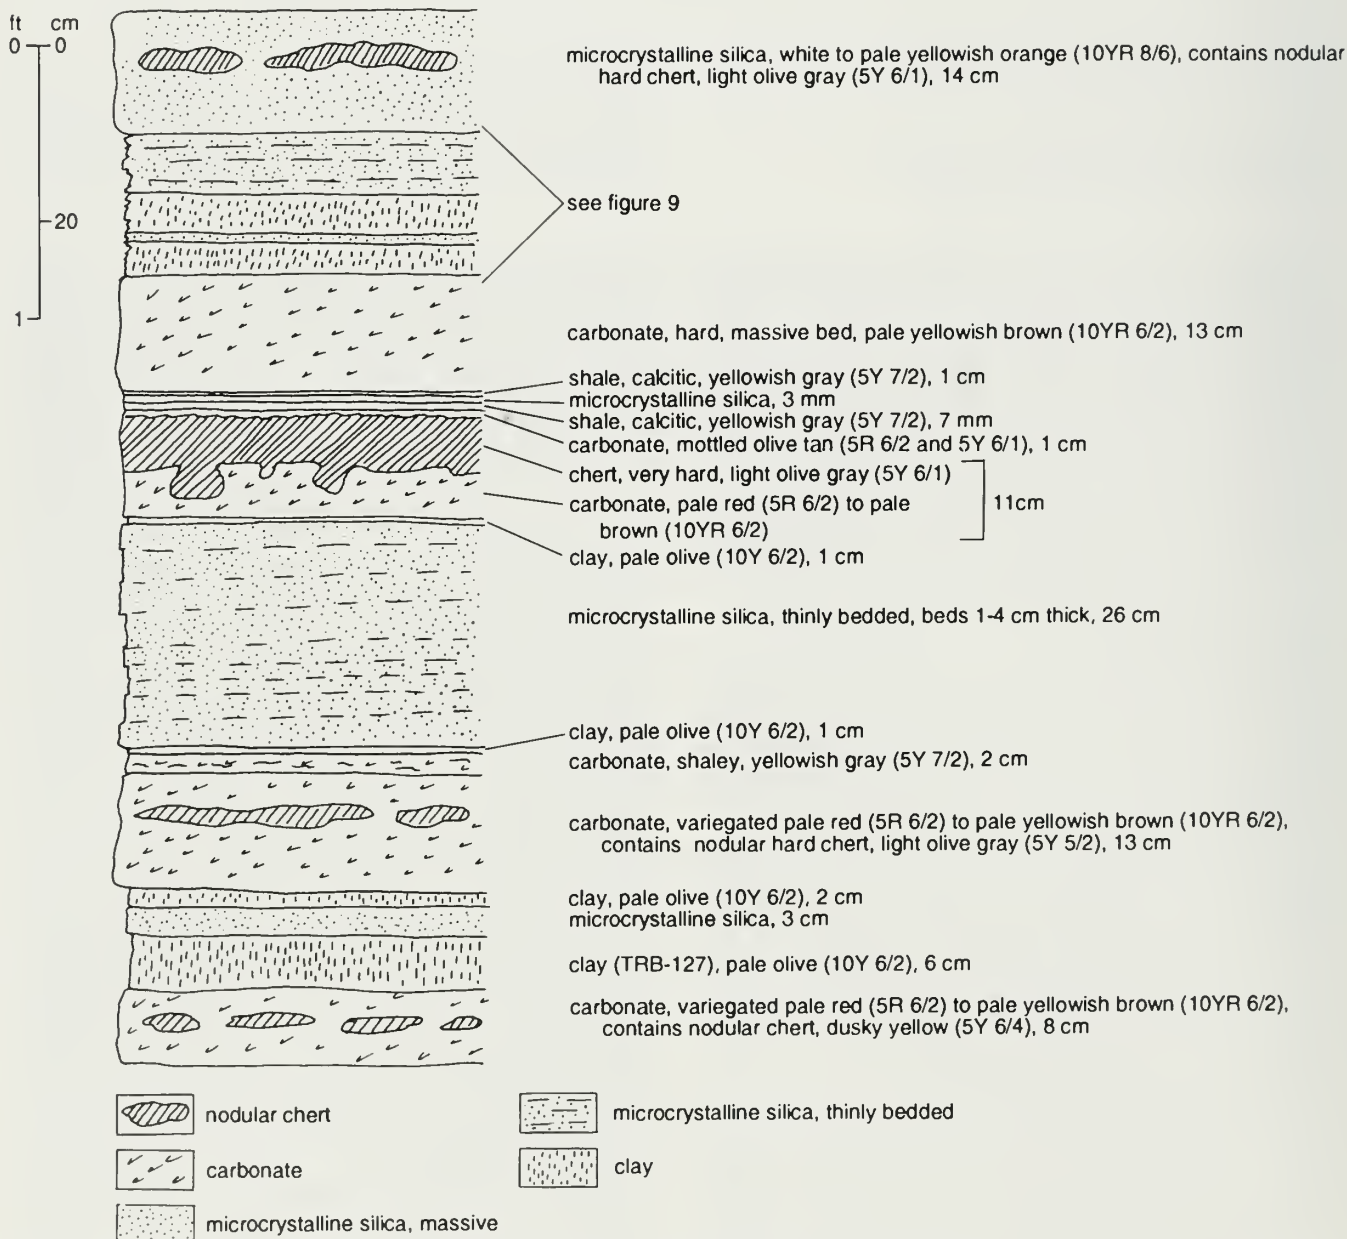 ft cm
0 0
20
1
microcrystalline silica, white to pale yellowish orange (10YR 8/6), contains nodular
hard chert, light olive gray (5Y 6/1), 14 cm
see figure 9
carbonate, hard, massive bed, pale yellowish brown (10YR 6/2), 13 cm
shale, calcitic, yellowish gray (5Y 7/2), 1 cm
microcrystalline silica, 3 mm
shale, calcitic, yellowish gray (5Y 7/2), 7 mm
carbonate, mottled olive tan (5R 6/2 and 5Y 6/1), 1 cm
chert, very hard, light olive gray (5Y 6/1)
carbonate, pale red (5R 6/2) to pale
brown (10YR 6/2)
11cm
clay, pale olive (10Y 6/2), 1 cm
microcrystalline silica, thinly bedded, beds 1-4 cm thick, 26 cm
clay, pale olive (10Y 6/2), 1 cm
carbonate, shaley, yellowish gray (5Y 7/2), 2 cm
carbonate, variegated pale red (5R 6/2) to pale yellowish brown (10YR 6/2),
contains nodular hard chert, light olive gray (5Y 5/2), 13 cm
clay, pale olive (10Y 6/2), 2 cm
microcrystalline silica, 3 cm
clay (TRB-127), pale olive (10Y 6/2), 6 cm
carbonate, variegated pale red (5R 6/2) to pale yellowish brown (10YR 6/2),
contains nodular chert, dusky yellow (5Y 6/4), 8 cm
nodular chert
carbonate
microcrystalline silica, massive
microcrystalline silica, thinly bedded
clay